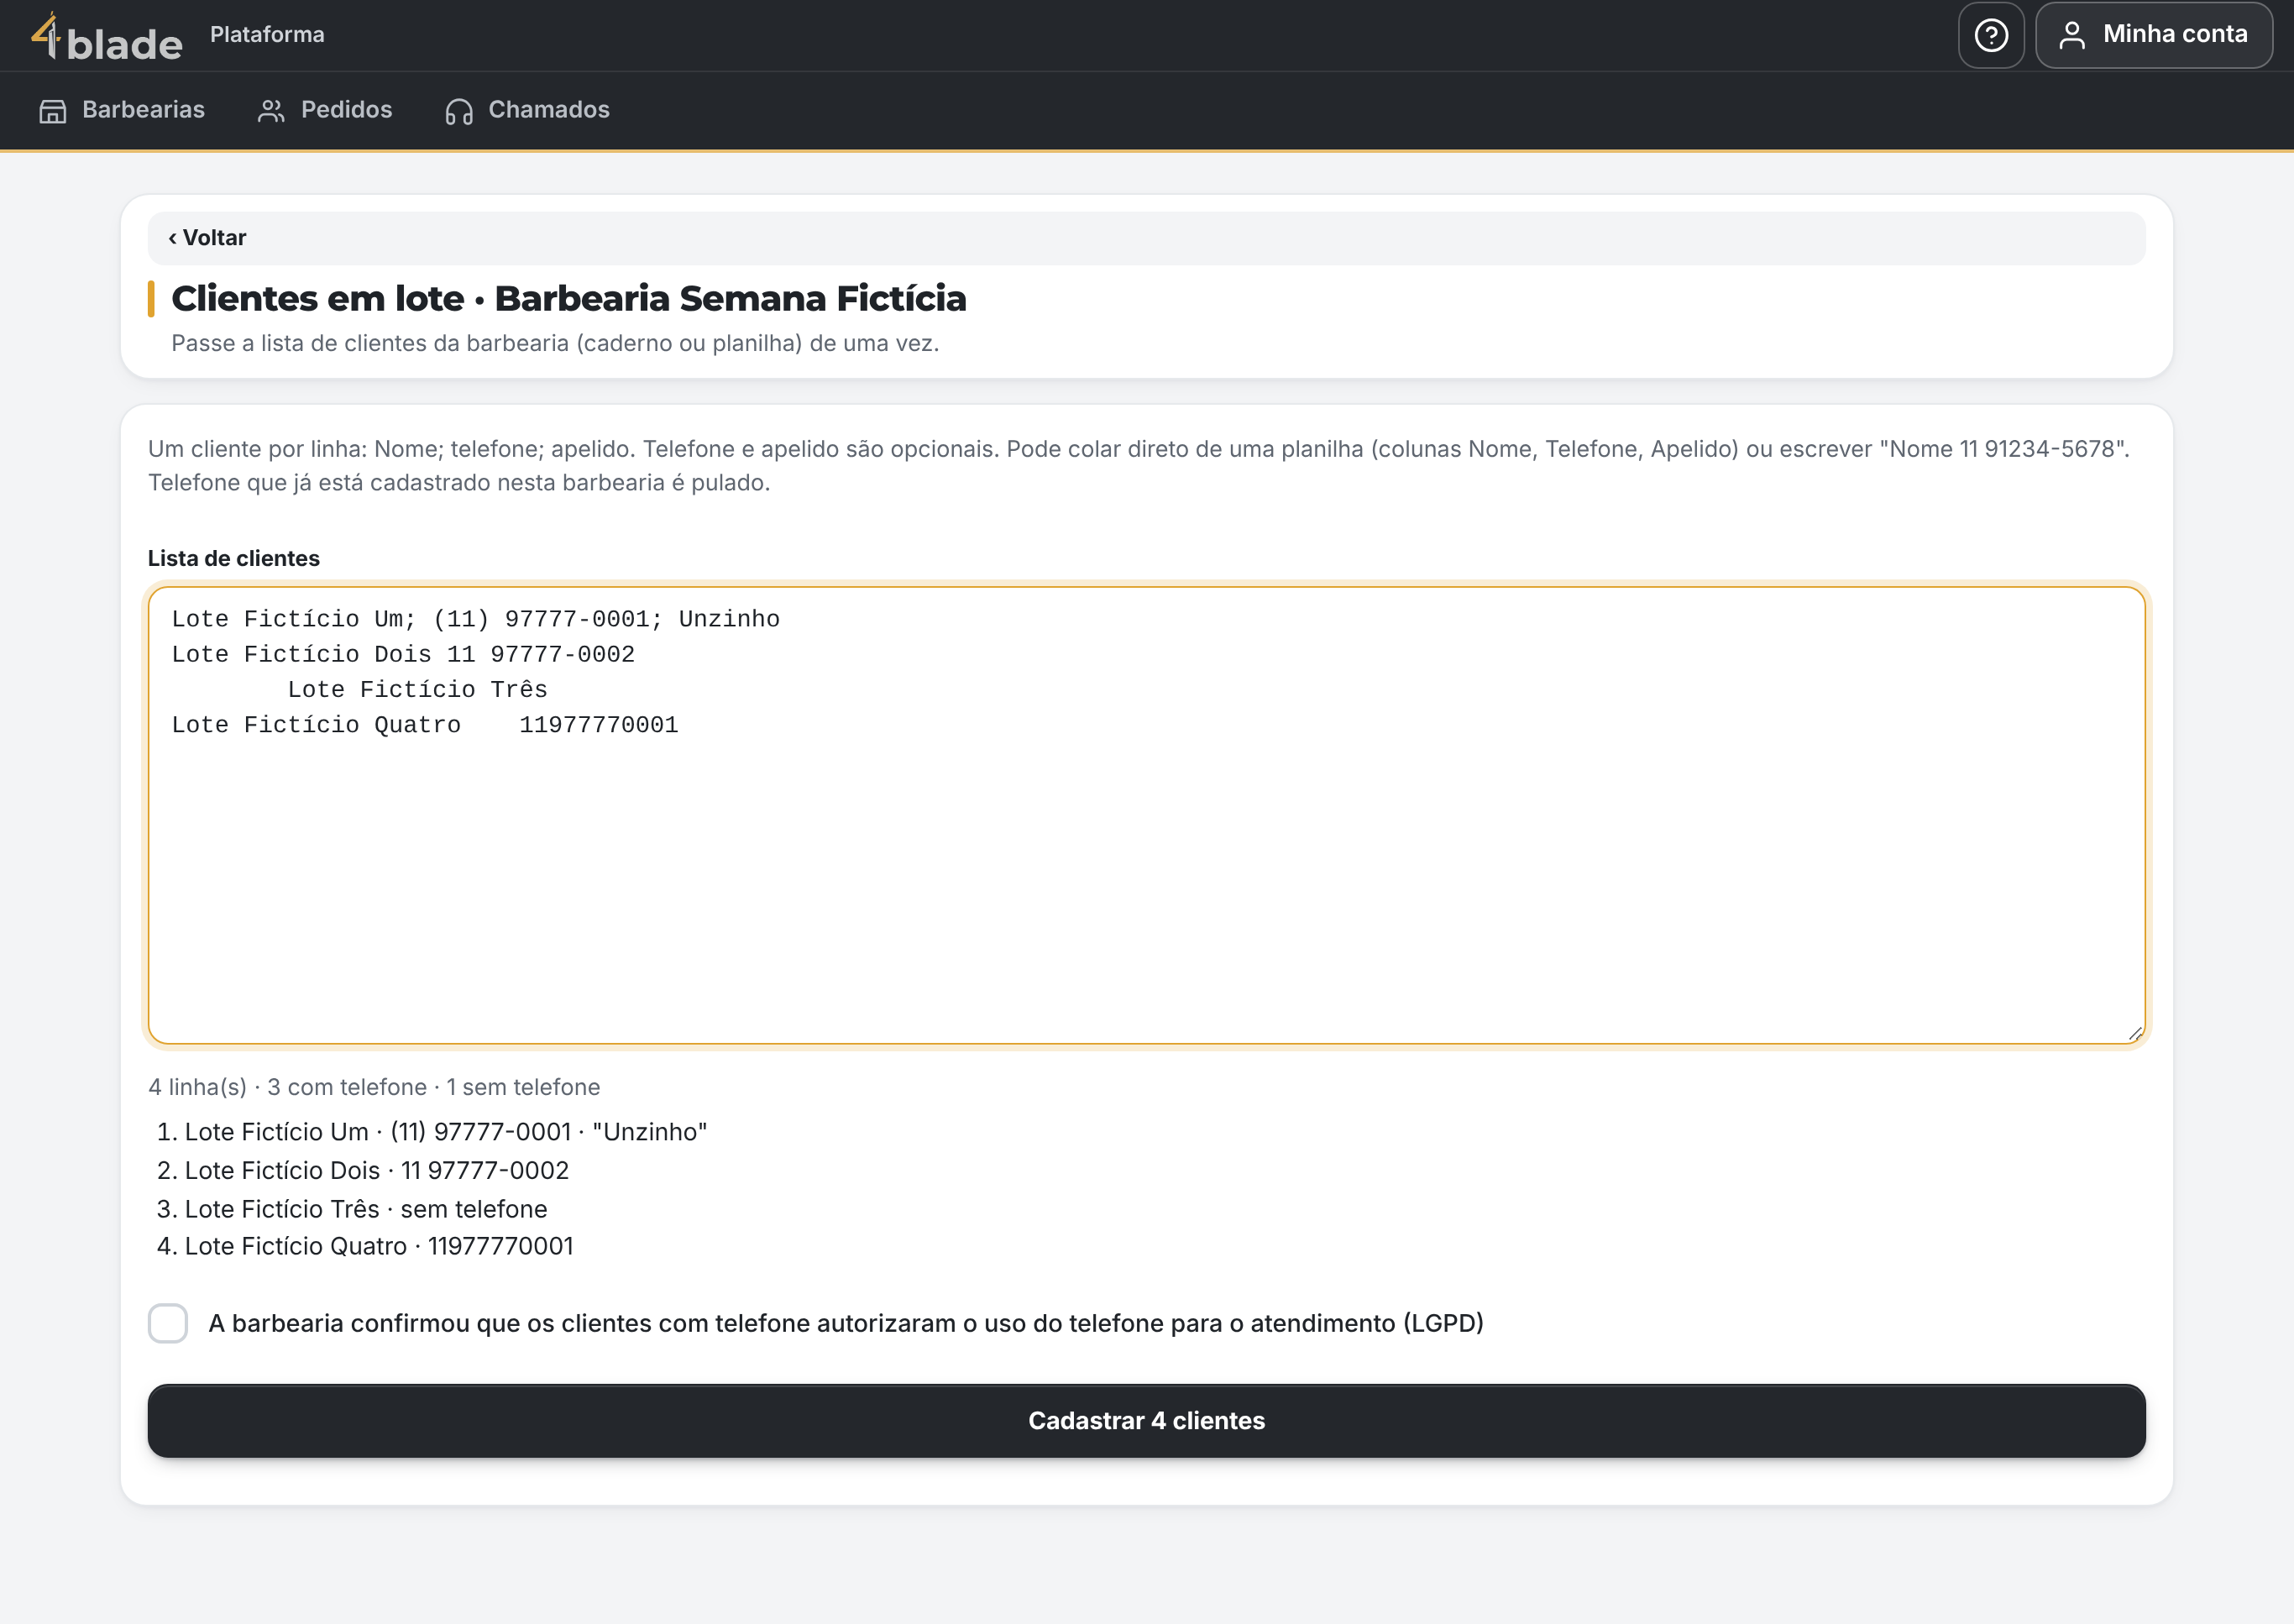 4blade Plataforma
Minha conta
Barbearias Pedidos Chamados
‹ Voltar
Clientes em lote · Barbearia Semana Fictícia
Passe a lista de clientes da barbearia (caderno ou planilha) de uma vez.
Um cliente por linha: Nome; telefone; apelido. Telefone e apelido são opcionais. Pode colar direto de uma planilha (colunas Nome, Telefone, Apelido) ou escrever "Nome 11 91234-5678".
Telefone que já está cadastrado nesta barbearia é pulado.
Lista de clientes
Lote Fictício Um; (11) 97777-0001; Unzinho
Lote Fictício Dois 11 97777-0002
Lote Fictício Três
Lote Fictício Quatro    11977770001
4 linha(s) · 3 com telefone · 1 sem telefone
1. Lote Fictício Um · (11) 97777-0001 · "Unzinho"
2. Lote Fictício Dois · 11 97777-0002
3. Lote Fictício Três · sem telefone
4. Lote Fictício Quatro · 11977770001
A barbearia confirmou que os clientes com telefone autorizaram o uso do telefone para o atendimento (LGPD)
Cadastrar 4 clientes